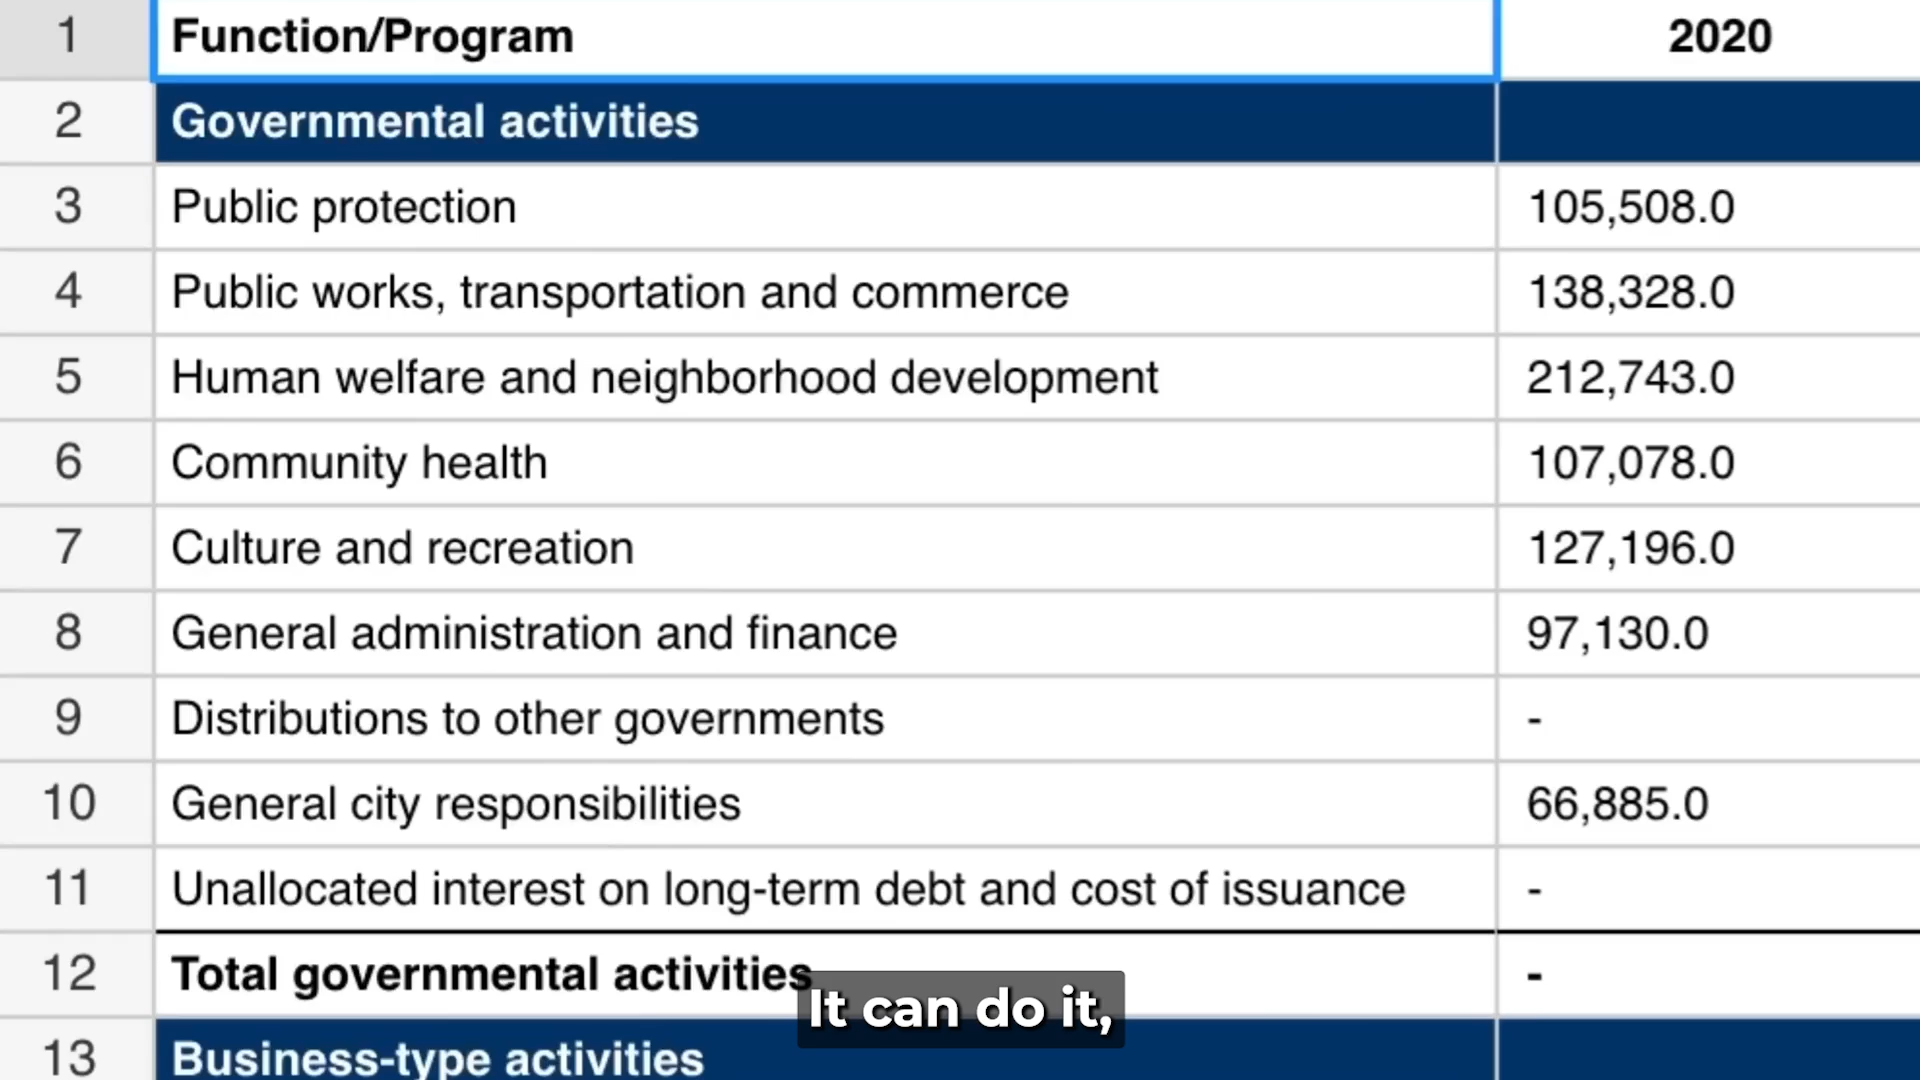 1 Function/Program 2020
2 Governmental activities
3 Public protection 105,508.0
4 Public works, transportation and commerce 138,328.0
5 Human welfare and neighborhood development 212,743.0
6 Community health 107,078.0
7 Culture and recreation 127,196.0
8 General administration and finance 97,130.0
9 Distributions to other governments -
10 General city responsibilities 66,885.0
11 Unallocated interest on long-term debt and cost of issuance -
12 Total governmental activities -
It can do it,
13 Business-type activities